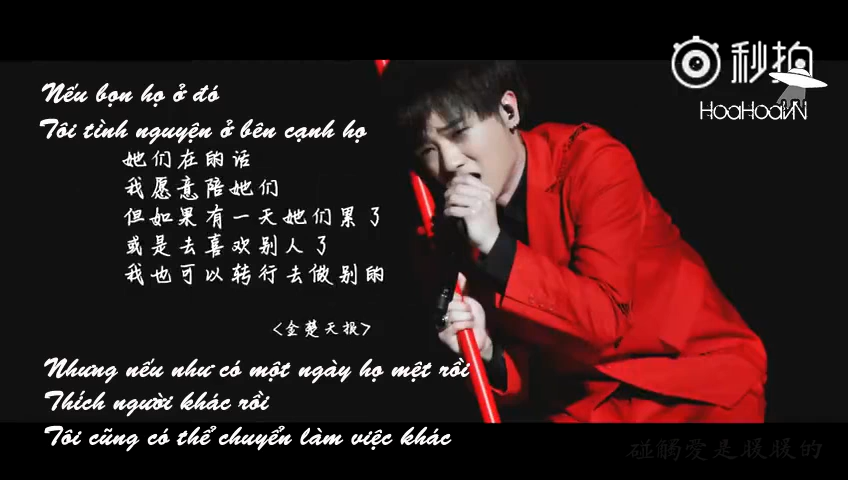 秒拍
HoaHoaVN
Nếu bọn họ ở đó
Tôi tình nguyện ở bên cạnh họ
她们在的话
我愿意陪她们
但如果有一天她们累了
或是去喜欢别人了
我也可以转行去做别的
<金楚天报>
Nhưng nếu như có một ngày họ mệt rồi
Thích người khác rồi
Tôi cũng có thể chuyển làm việc khác
碰觸愛是暖暖的